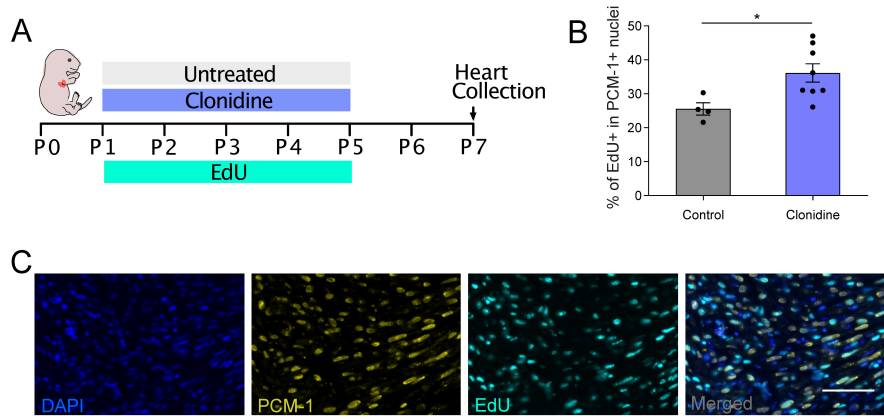 A
Untreated
Clonidine
Heart
Collection
P0 P1 P2 P3 P4 P5 P6 P7
EdU
B
% of EdU+ in PCM-1+ nuclei
50
40
30
20
10
0
*
Control Clonidine
C
DAPI PCM-1 EdU Merged